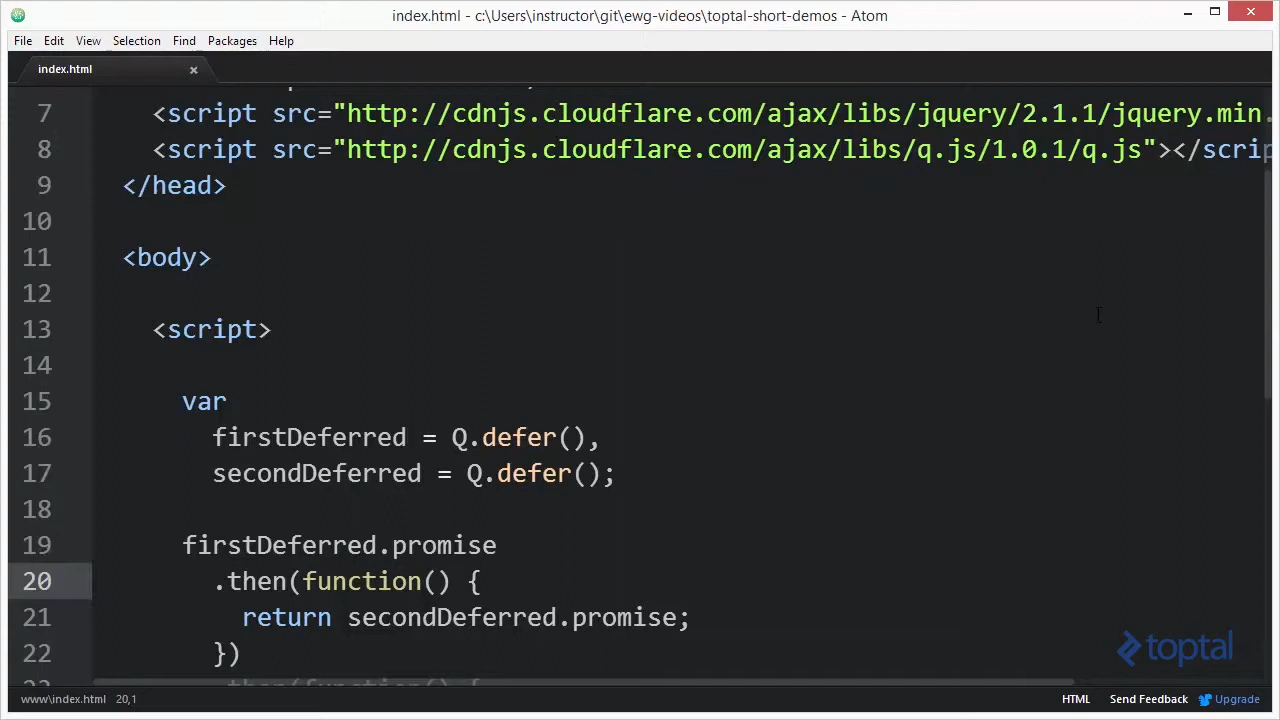 index.html - c:\Users\instructor\git\ewg-videos\toptal-short-demos - Atom
File Edit View Selection Find Packages Help
index.html
7 <script src="http://cdnjs.cloudflare.com/ajax/libs/jquery/2.1.1/jquery.min.
8 <script src="http://cdnjs.cloudflare.com/ajax/libs/q.js/1.0.1/q.js"></scrip
9 </head>
10
11 <body>
12
13 <script>
14
15 var
16 firstDeferred = Q.defer(),
17 secondDeferred = Q.defer();
18
19 firstDeferred.promise
20 .then(function() {
21 return secondDeferred.promise;
22 })
23 .then(function() {
toptal
www\index.html 20,1 HTML Send Feedback Upgrade